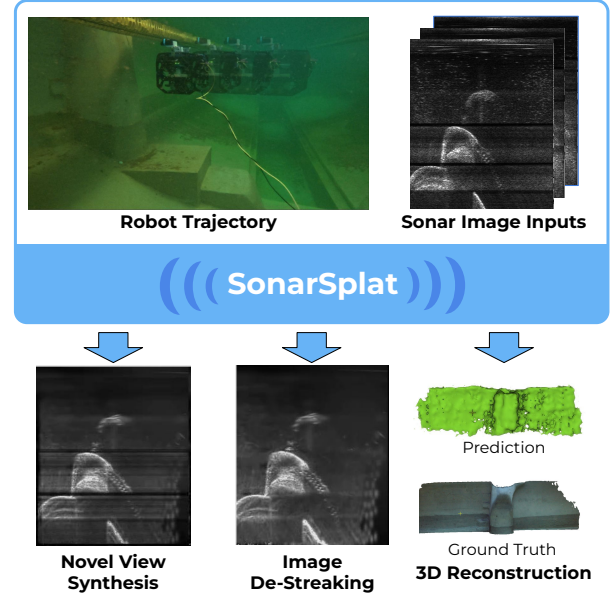 Robot Trajectory
Sonar Image Inputs
SonarSplat
Novel View
Synthesis
Image
De-Streaking
Prediction
Ground Truth
3D Reconstruction